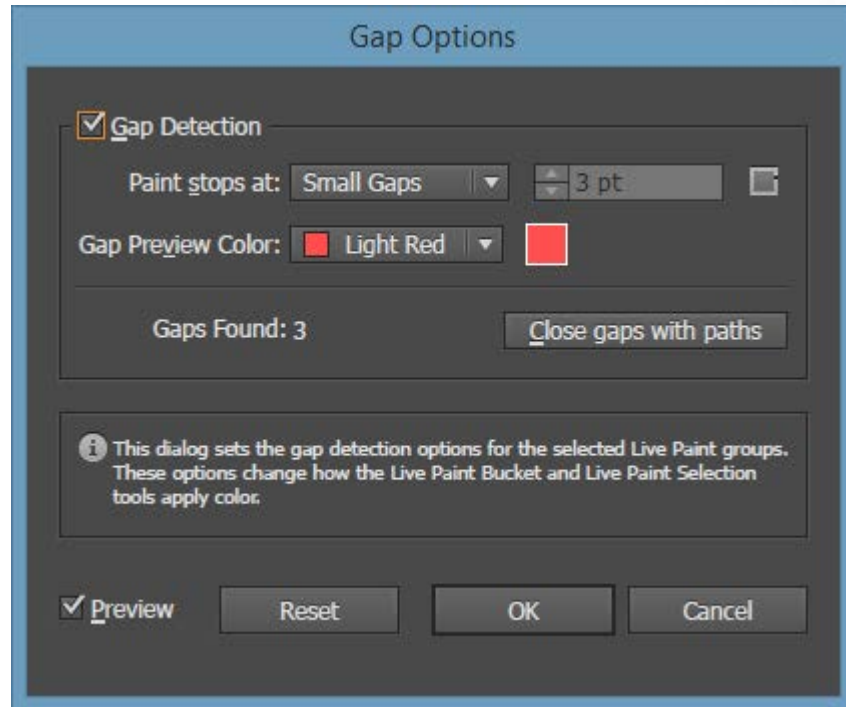 Gap Options
Gap Detection
Paint stops at: Small Gaps 3 pt
Gap Preview Color: Light Red
Gaps Found: 3 Close gaps with paths
This dialog sets the gap detection options for the selected Live Paint groups.
These options change how the Live Paint Bucket and Live Paint Selection
tools apply color.
Preview Reset OK Cancel